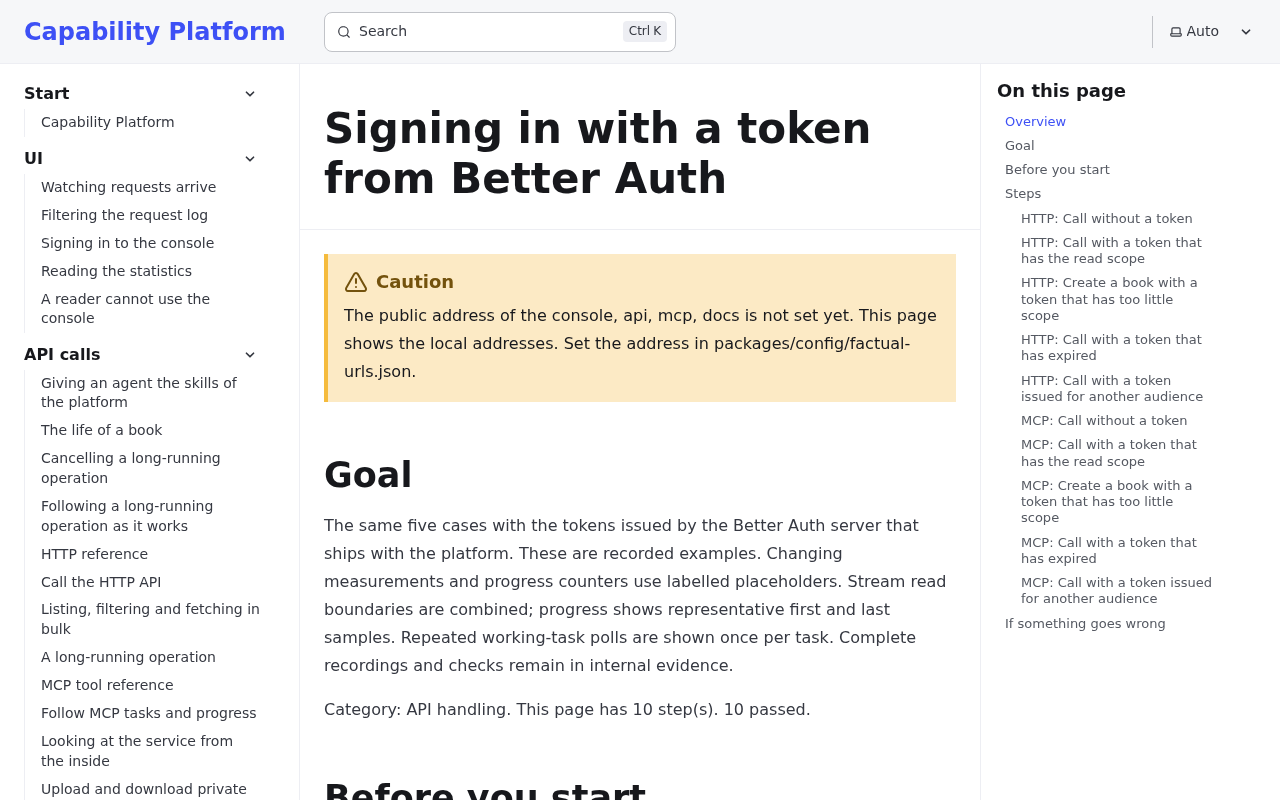 Capability Platform
Search
Ctrl K
Auto
Start
Capability Platform
UI
Watching requests arrive
Filtering the request log
Signing in to the console
Reading the statistics
A reader cannot use the
console
API calls
Giving an agent the skills of
the platform
The life of a book
Cancelling a long-running
operation
Following a long-running
operation as it works
HTTP reference
Call the HTTP API
Listing, filtering and fetching in
bulk
A long-running operation
MCP tool reference
Follow MCP tasks and progress
Looking at the service from
the inside
Upload and download private
Signing in with a token
from Better Auth
Caution
The public address of the console, api, mcp, docs is not set yet. This page
shows the local addresses. Set the address in packages/config/factual-
urls.json.
Goal
The same five cases with the tokens issued by the Better Auth server that
ships with the platform. These are recorded examples. Changing
measurements and progress counters use labelled placeholders. Stream read
boundaries are combined; progress shows representative first and last
samples. Repeated working-task polls are shown once per task. Complete
recordings and checks remain in internal evidence.
Category: API handling. This page has 10 step(s). 10 passed.
Before you start
On this page
Overview
Goal
Before you start
Steps
HTTP: Call without a token
HTTP: Call with a token that
has the read scope
HTTP: Create a book with a
token that has too little
scope
HTTP: Call with a token that
has expired
HTTP: Call with a token
issued for another audience
MCP: Call without a token
MCP: Call with a token that
has the read scope
MCP: Create a book with a
token that has too little
scope
MCP: Call with a token that
has expired
MCP: Call with a token issued
for another audience
If something goes wrong